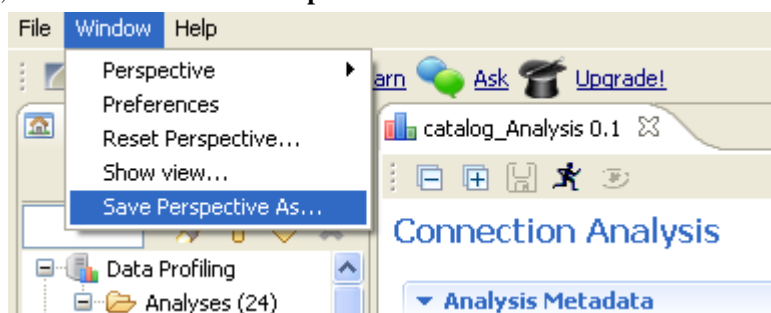 File Window Help
Perspective
arn Ask Upgrade!
Preferences
Reset Perspective...
Show view...
Save Perspective As...
catalog_Analysis 0.1
Connection Analysis
Data Profiling
Analyses (24)
Analysis Metadata